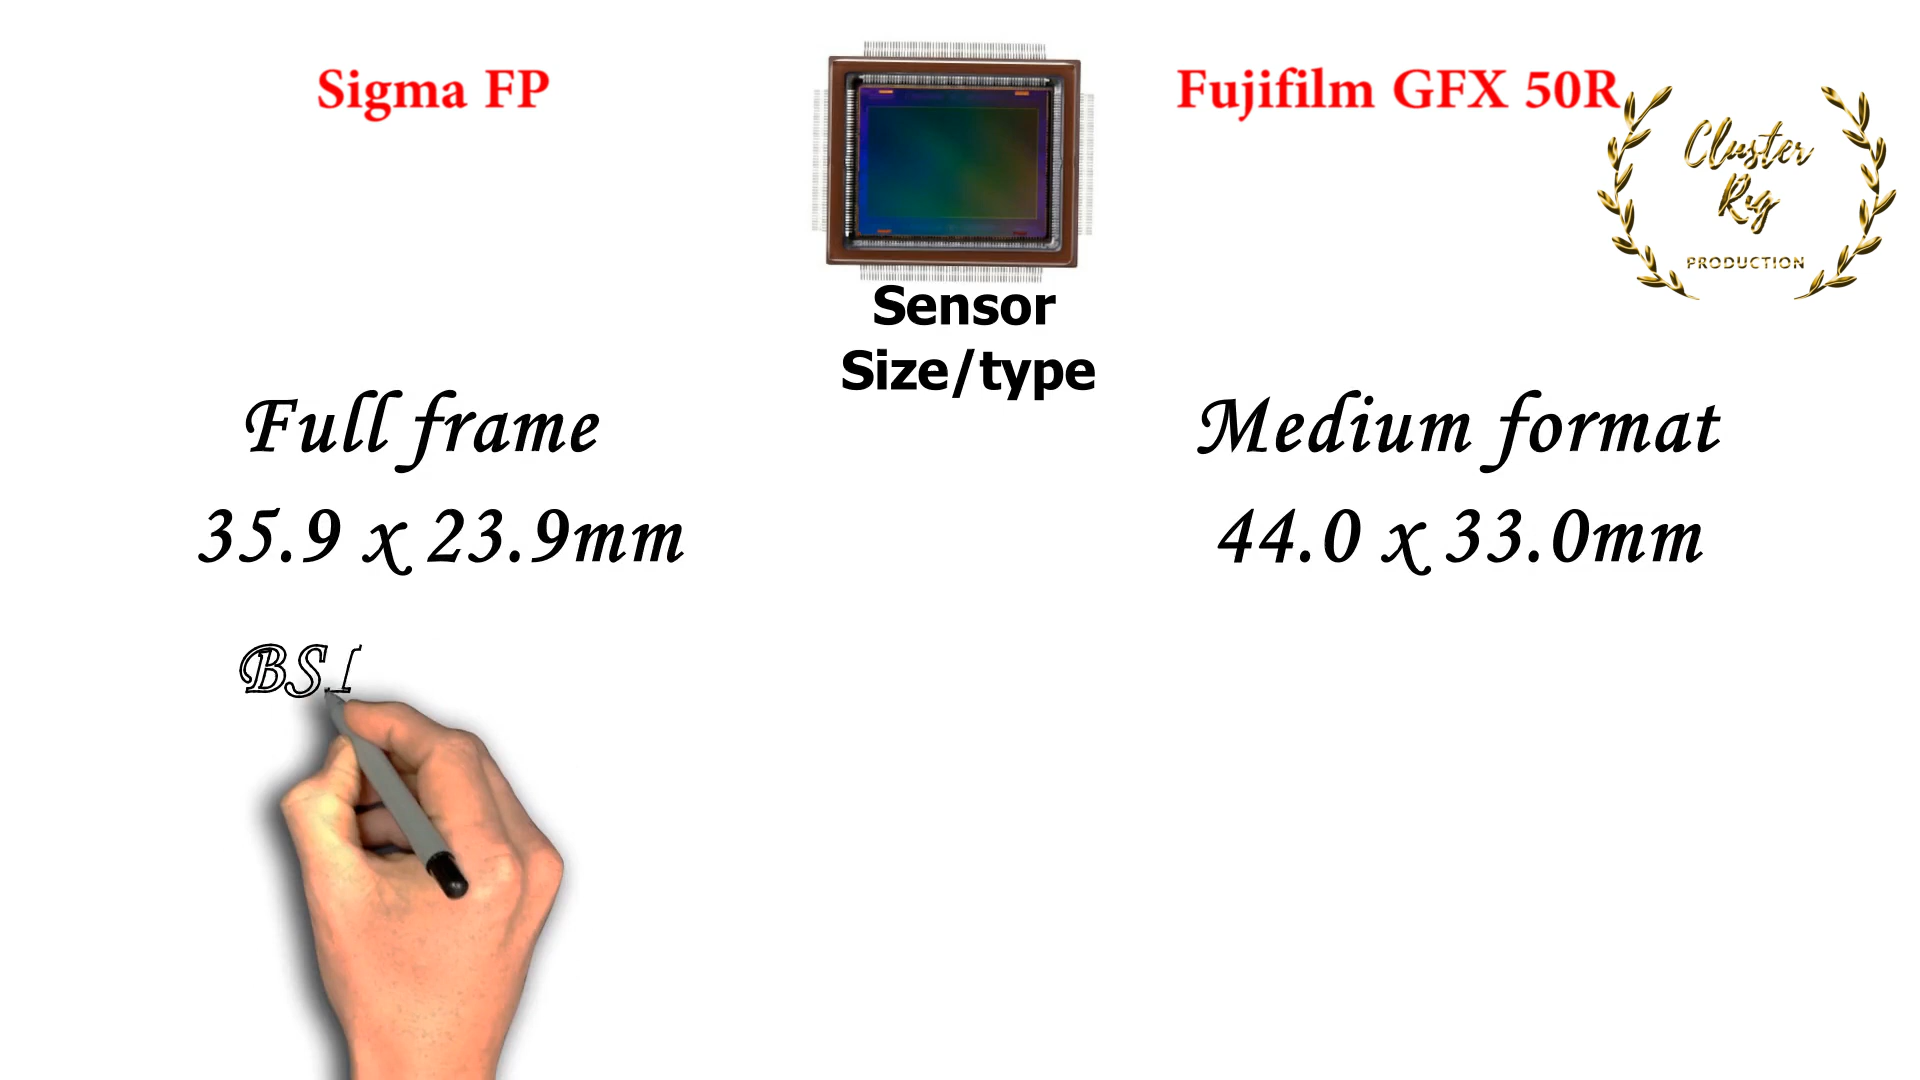 Sigma FP
Fujifilm GFX 50R
Cluster
Rig
PRODUCTION
Sensor
Size/type
Full frame
Medium format
35.9 x 23.9mm
44.0 x 33.0mm
BSI